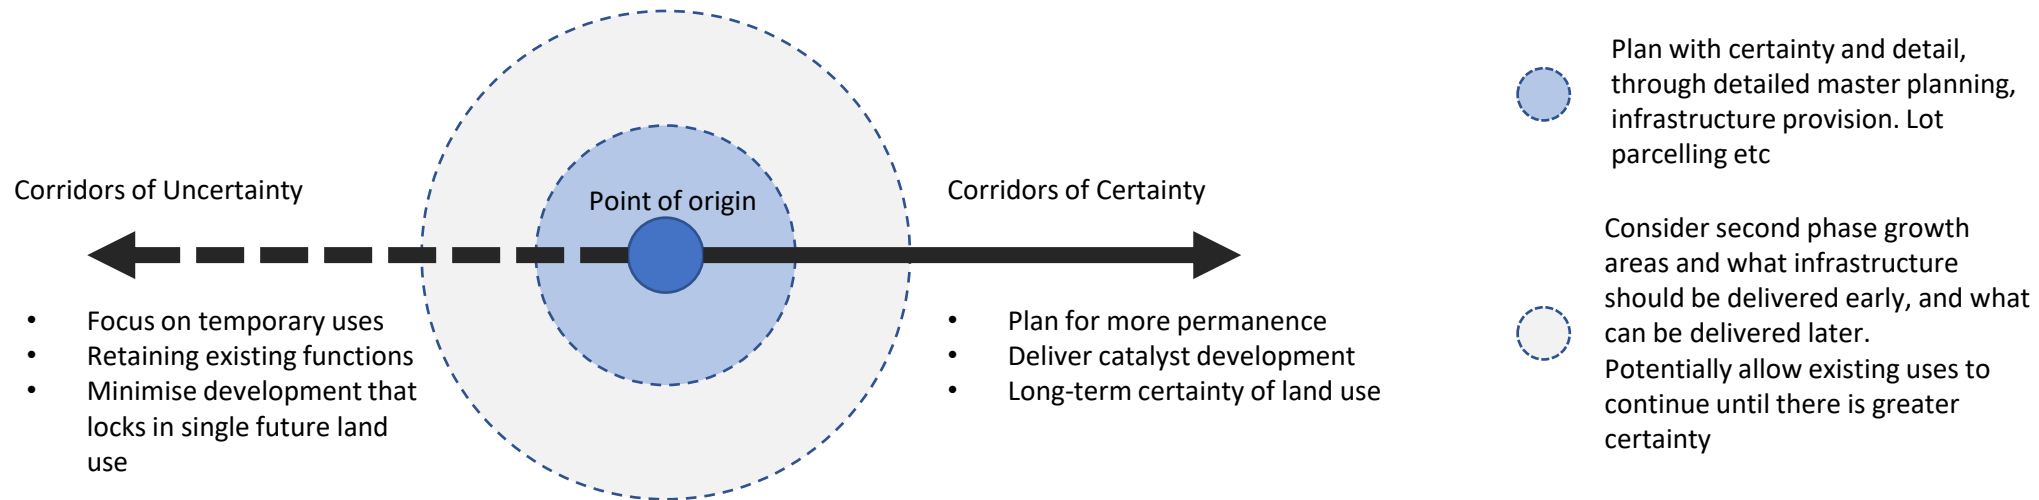 Corridors of Uncertainty
• Focus on temporary uses
• Retaining existing functions
• Minimise development that
locks in single future land
use
Point of origin
Corridors of Certainty
• Plan for more permanence
• Deliver catalyst development
• Long-term certainty of land use
Plan with certainty and detail,
through detailed master planning,
infrastructure provision. Lot
parcelling etc
Consider second phase growth
areas and what infrastructure
should be delivered early, and what
can be delivered later.
Potentially allow existing uses to
continue until there is greater
certainty